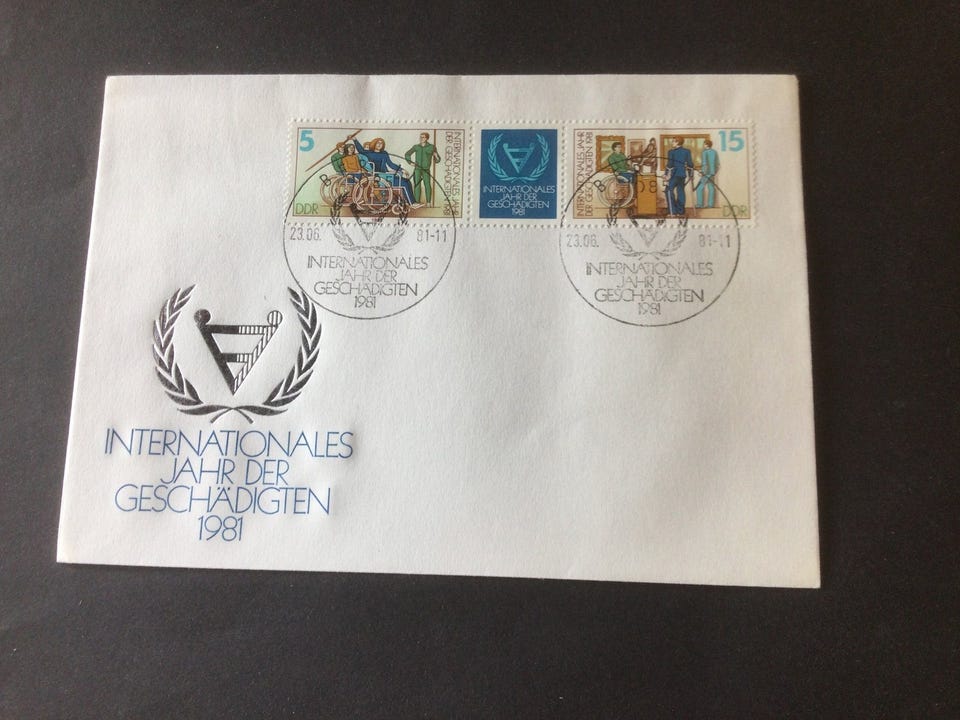 5
INTERNATIONALES JAHR
DER GESCHÄDIGTEN 1981
DDR
INTERNATIONALES
JAHR DER
GESCHÄDIGTEN
1981
15
INTERNATIONALES JAHR
DER GESCHÄDIGTEN 1981
DDR
23.06. 81-11
INTERNATIONALES
JAHR DER
GESCHÄDIGTEN
1981
23.06. 81-11
INTERNATIONALES
JAHR DER
GESCHÄDIGTEN
1981
INTERNATIONALES
JAHR DER
GESCHÄDIGTEN
1981